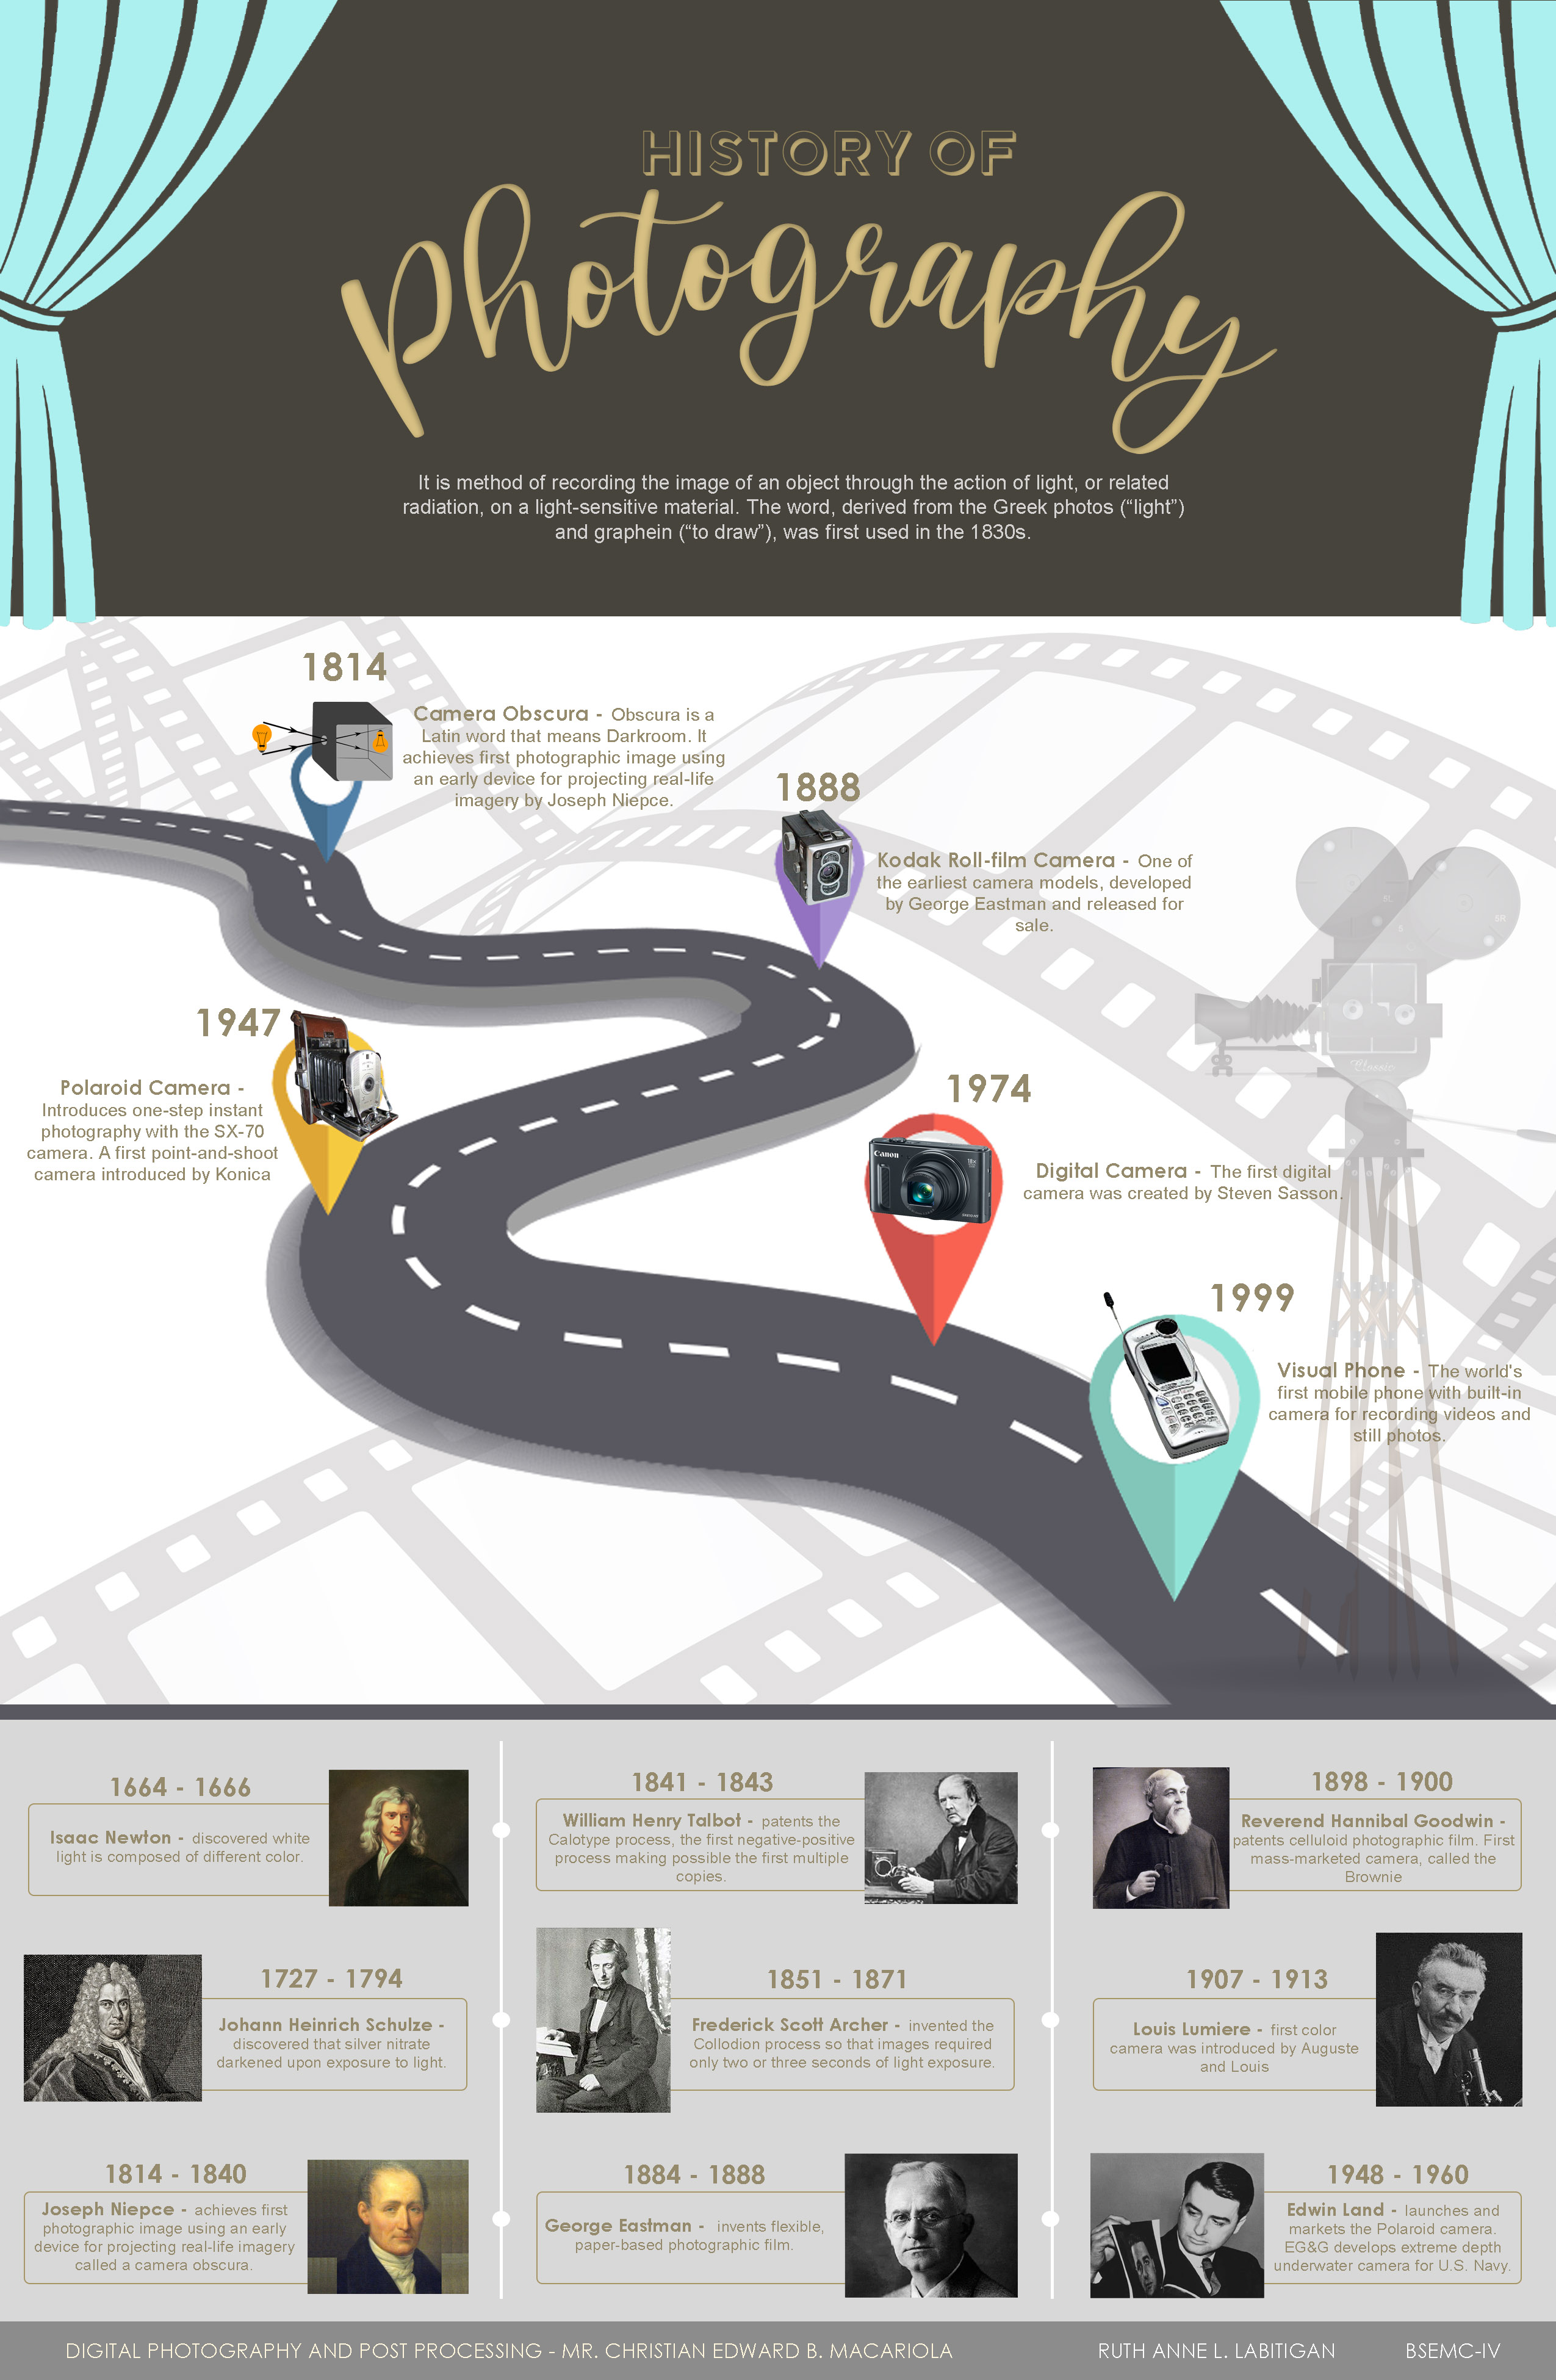 HISTORY OF
photography
It is method of recording the image of an object through the action of light, or related
radiation, on a light-sensitive material. The word, derived from the Greek photos (“light”)
and graphein (“to draw”), was first used in the 1830s.
1814
Camera Obscura - Obscura is a
Latin word that means Darkroom. It
achieves first photographic image using
an early device for projecting real-life
imagery by Joseph Niepce.
1888
Kodak Roll-film Camera - One of
the earliest camera models, developed
by George Eastman and released for
sale.
1947
Polaroid Camera -
Introduces one-step instant
photography with the SX-70
camera. A first point-and-shoot
camera introduced by Konica
1974
Canon
Digital Camera - The first digital
camera was created by Steven Sasson.
Classic
1999
Visual Phone - The world's
first mobile phone with built-in
camera for recording videos and
still photos.
1664 - 1666
Isaac Newton - discovered white
light is composed of different color.
1727 - 1794
Johann Heinrich Schulze -
discovered that silver nitrate
darkened upon exposure to light.
1814 - 1840
Joseph Niepce - achieves first
photographic image using an early
device for projecting real-life imagery
called a camera obscura.
1841 - 1843
William Henry Talbot - patents the
Calotype process, the first negative-positive
process making possible the first multiple
copies.
1851 - 1871
Frederick Scott Archer - invented the
Collodion process so that images required
only two or three seconds of light exposure.
1884 - 1888
George Eastman - invents flexible,
paper-based photographic film.
1898 - 1900
Reverend Hannibal Goodwin -
patents celluloid photographic film. First
mass-marketed camera, called the
Brownie
1907 - 1913
Louis Lumiere - first color
camera was introduced by Auguste
and Louis
1948 - 1960
Edwin Land - launches and
markets the Polaroid camera.
EG&G develops extreme depth
underwater camera for U.S. Navy.
DIGITAL PHOTOGRAPHY AND POST PROCESSING - MR. CHRISTIAN EDWARD B. MACARIOLA
RUTH ANNE L. LABITIGAN
BSEMC-IV